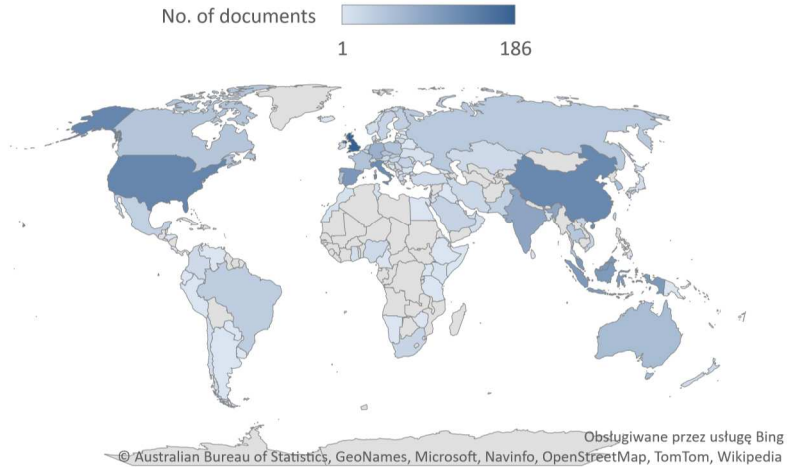 No. of documents
1 186
Obsługiwane przez usługę Bing
© Australian Bureau of Statistics, GeoNames, Microsoft, Navinfo, OpenStreetMap, TomTom, Wikipedia